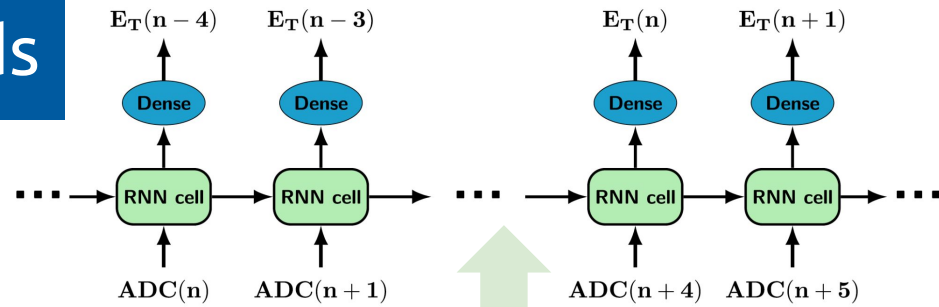 ds
E_T(n − 4) E_T(n − 3) E_T(n) E_T(n + 1)
Dense Dense Dense Dense
... RNN cell RNN cell ... RNN cell RNN cell ...
ADC(n) ADC(n + 1) ADC(n + 4) ADC(n + 5)